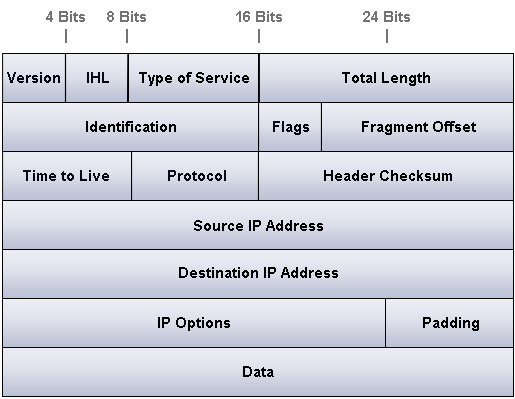 4 Bits 8 Bits 16 Bits 24 Bits
Version IHL Type of Service Total Length
Identification Flags Fragment Offset
Time to Live Protocol Header Checksum
Source IP Address
Destination IP Address
IP Options Padding
Data